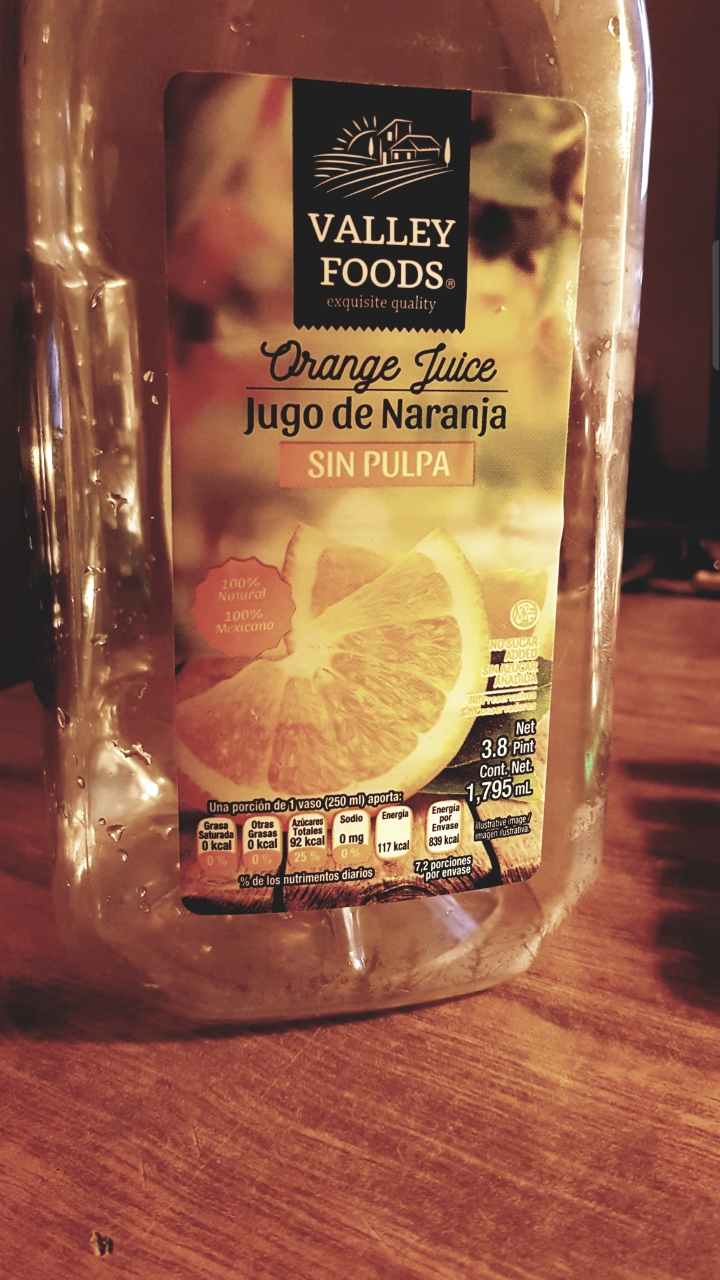 VALLEY
FOODS®
exquisite quality
Orange Juice
Jugo de Naranja
SIN PULPA
100%
Natural
100%
Mexicano
NO SUGAR
ADDED
SIN AZÚCAR
AÑADIDA
No Preservatives
Sin Conservadores
Net
3.8 Pint
Cont. Net.
1,795 mL
Illustrative image /
imagen ilustrativa.
Una porción de 1 vaso (250 ml) aporta:
Grasa
Saturada
0 kcal
0 %
Otras
Grasas
0 kcal
0 %
Azúcares
Totales
92 kcal
25 %
Sodio
0 mg
0 %
Energía
117 kcal
Energía
por
Envase
839 kcal
% de los nutrimentos diarios
7,2 porciones
por envase